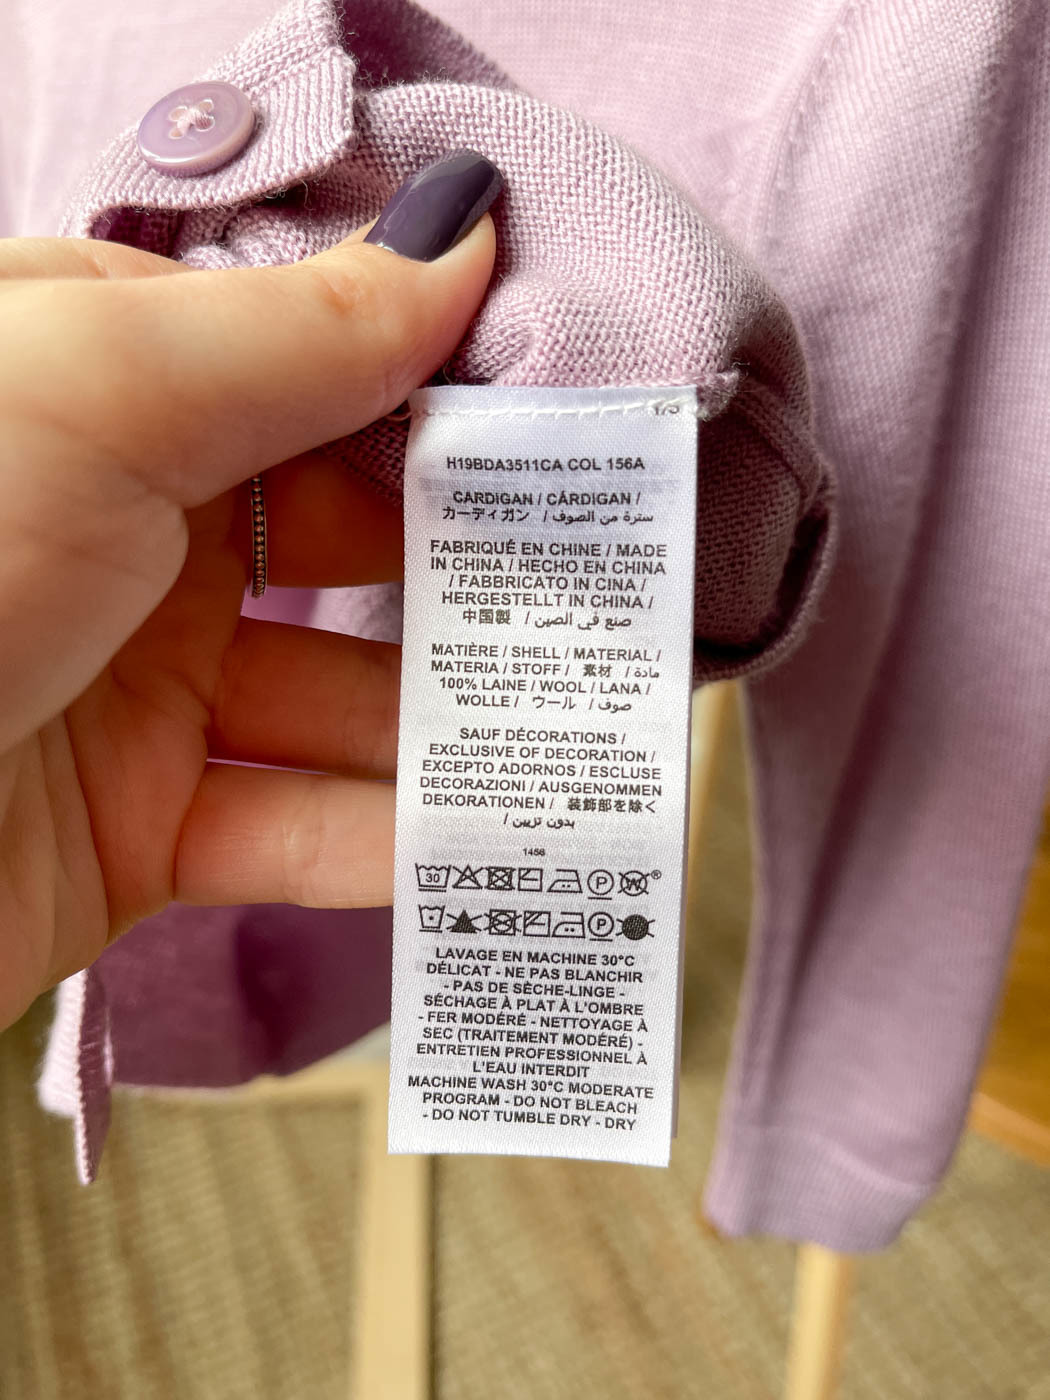 1/3
H19BDA3511CA COL 156A
CARDIGAN / CÁRDIGAN /
カーディガン / سترة من الصوف
FABRIQUÉ EN CHINE / MADE
IN CHINA / HECHO EN CHINA
/ FABBRICATO IN CINA /
HERGESTELLT IN CHINA /
中国製 / صنع في الصين
MATIÈRE / SHELL / MATERIAL /
MATERIA / STOFF / 素材 / مادة
100% LAINE / WOOL / LANA /
WOLLE / ウール / صوف
SAUF DÉCORATIONS /
EXCLUSIVE OF DECORATION /
EXCEPTO ADORNOS / ESCLUSE
DECORAZIONI / AUSGENOMMEN
DEKORATIONEN / 装飾部を除く
/ بدون تزيين
1456
30 P W ®
P
LAVAGE EN MACHINE 30°C
DÉLICAT - NE PAS BLANCHIR
- PAS DE SÈCHE-LINGE -
SÉCHAGE À PLAT À L'OMBRE
- FER MODÉRÉ - NETTOYAGE À
SEC (TRAITEMENT MODÉRÉ) -
ENTRETIEN PROFESSIONNEL À
L'EAU INTERDIT
MACHINE WASH 30°C MODERATE
PROGRAM - DO NOT BLEACH
- DO NOT TUMBLE DRY - DRY